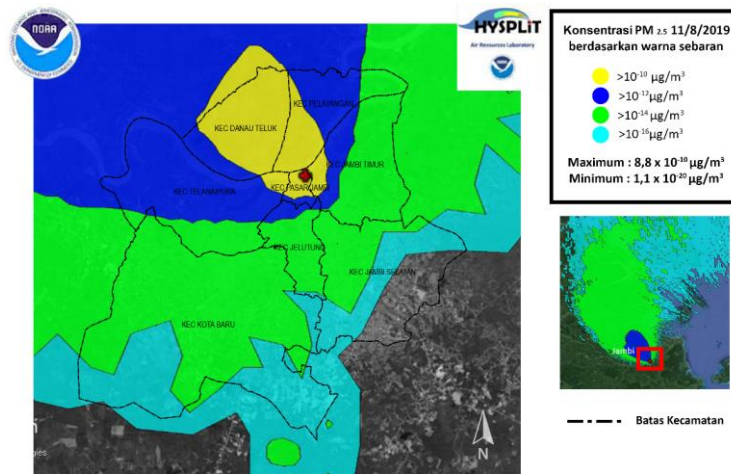 NOAA
HYSPLIT
Air Resources Laboratory
Konsentrasi PM 2.5 11/8/2019
berdasarkan warna sebaran
>10⁻¹⁰ µg/m³
>10⁻¹²µg/m³
>10⁻¹⁴ µg/m³
>10⁻¹⁶ µg/m³
Maximum : 8,8 x 10⁻¹⁰ µg/m³
Minimum : 1,1 x 10⁻²⁰ µg/m³
KEC PELAYANGAN
KEC DANAU TELUK
KEC JAMBI TIMUR
KEC TELANAIPURA
KEC PASAR JAMBI
KEC JELUTUNG
KEC JAMBI SELATAN
KEC KOTA BARU
N
Jambi
Batas Kecamatan